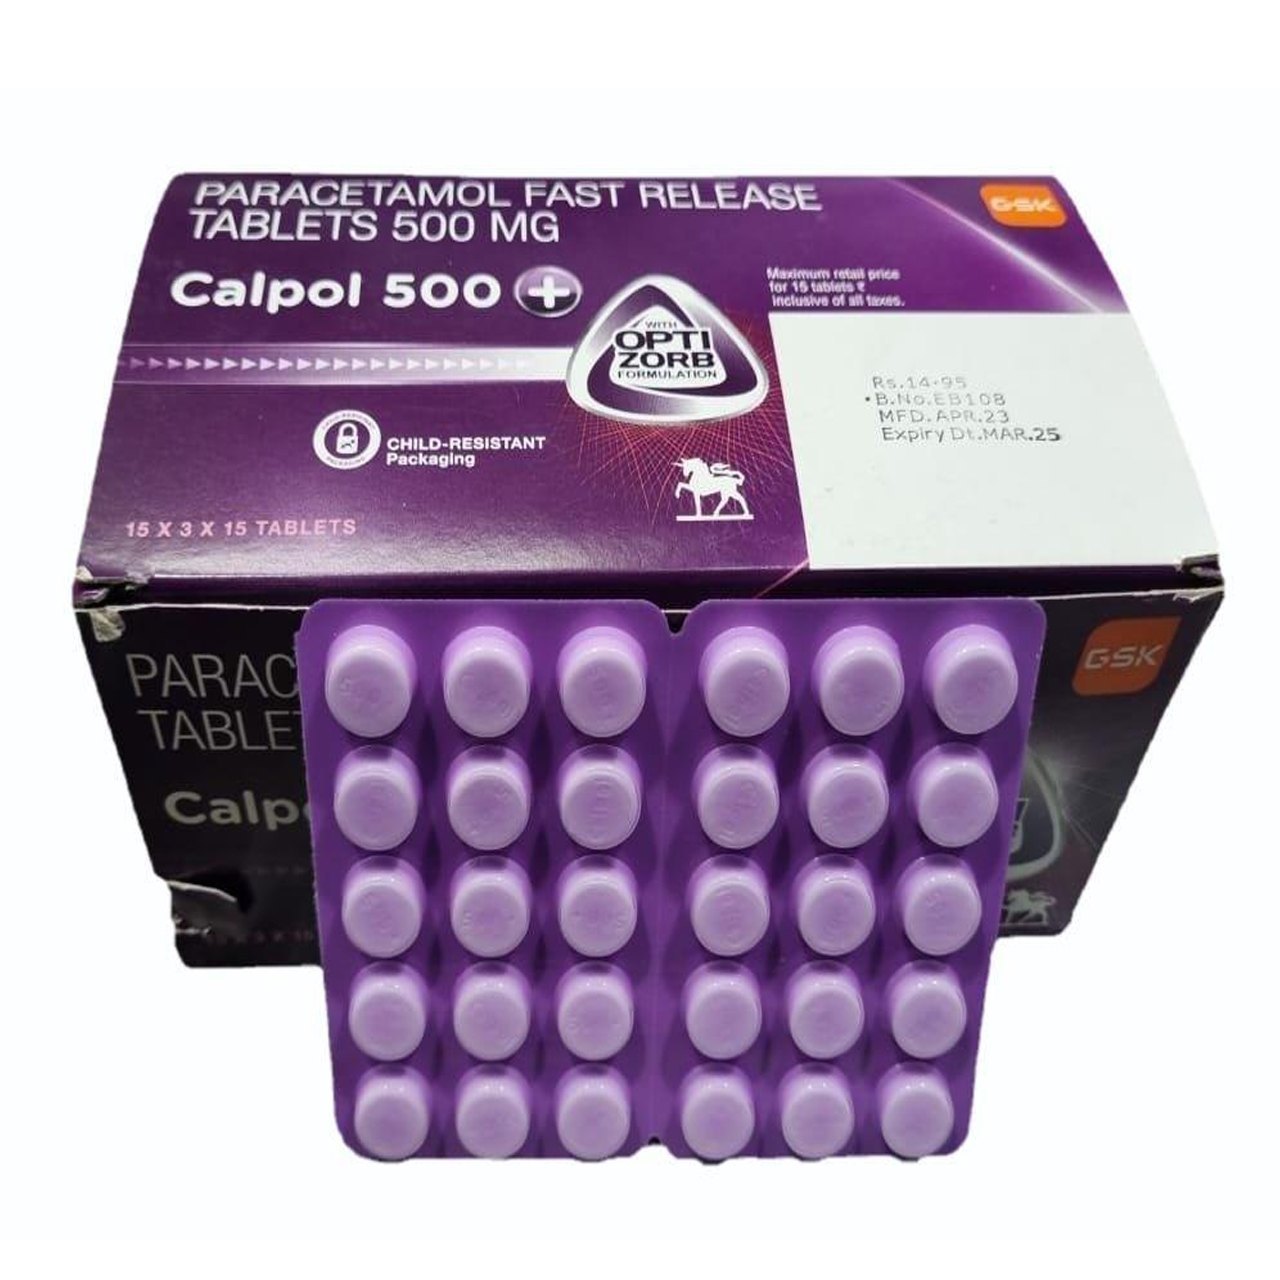 PARACETAMOL FAST RELEASE
TABLETS 500 MG
GSK
Calpol 500 +
Maximum retail price
for 15 tablets ₹
inclusive of all taxes.
WITH
OPTI
ZORB
FORMULATION
Rs.14-95
B.No.EB108
MFD.APR.23
Expiry Dt.MAR.25
CHILD-RESISTANT
Packaging
15 X 3 X 15 TABLETS
PARAC
TABLET
GSK
Calp